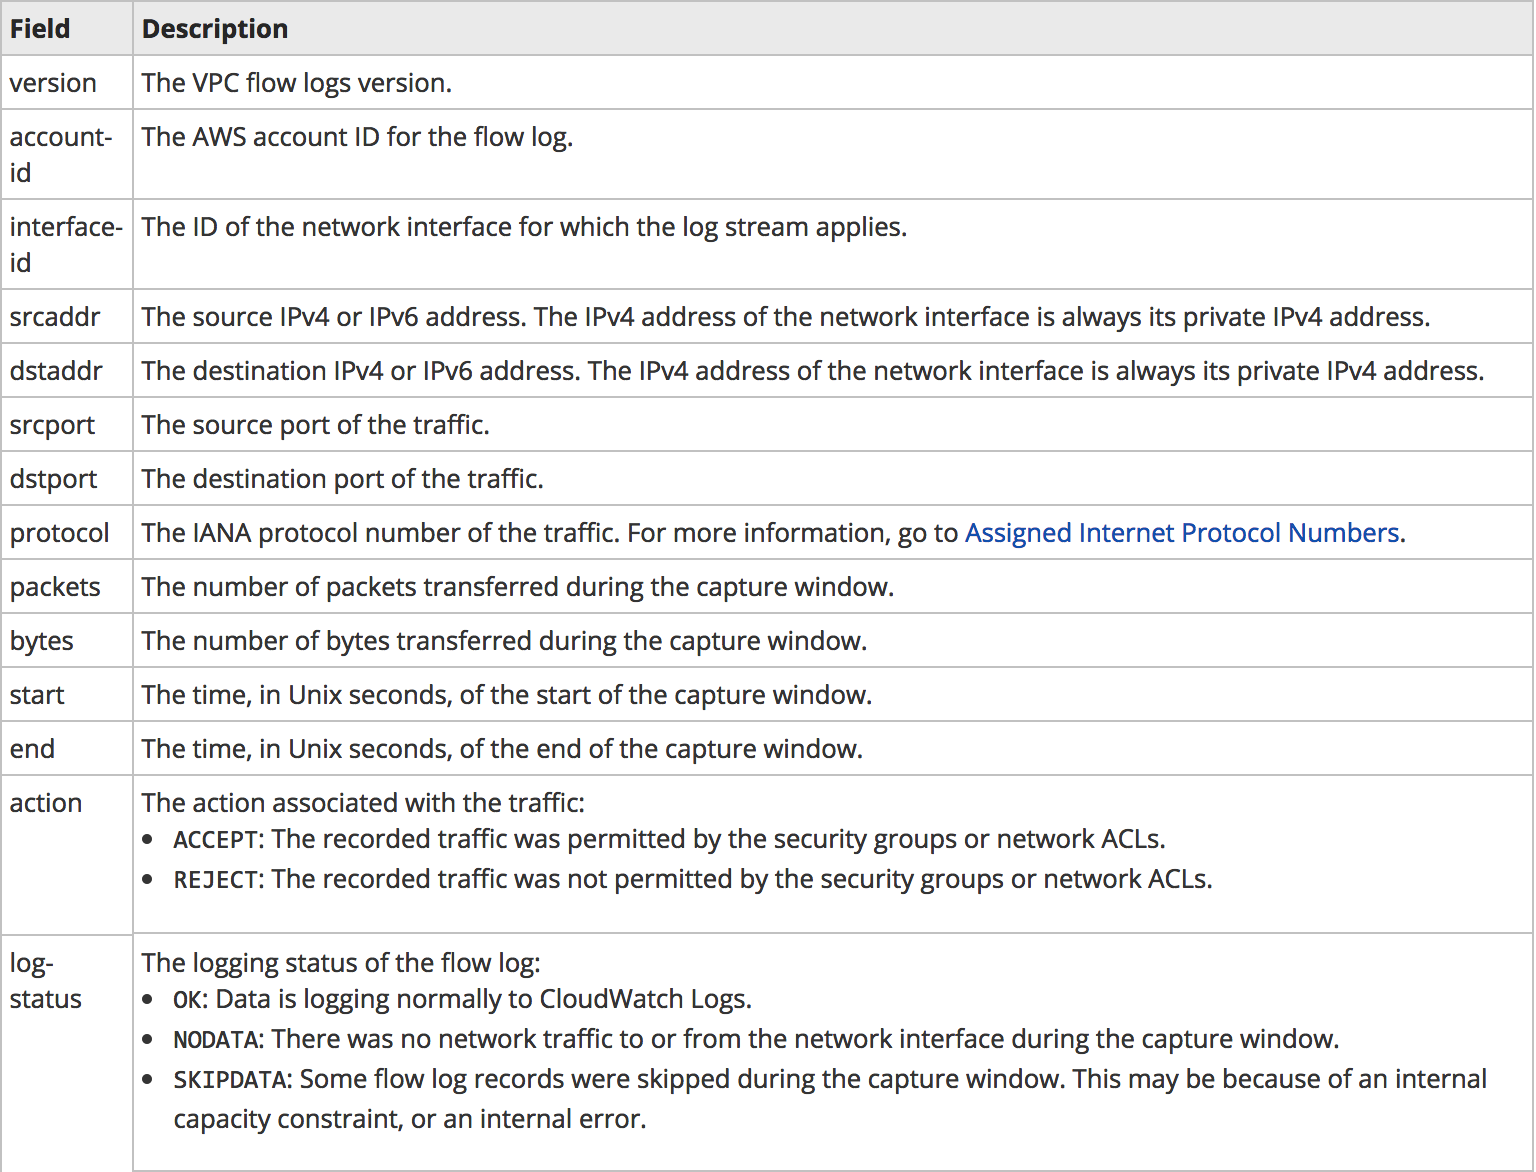 Field Description
version The VPC flow logs version.
account- The AWS account ID for the flow log.
id
interface- The ID of the network interface for which the log stream applies.
id
srcaddr The source IPv4 or IPv6 address. The IPv4 address of the network interface is always its private IPv4 address.
dstaddr The destination IPv4 or IPv6 address. The IPv4 address of the network interface is always its private IPv4 address.
srcport The source port of the traffic.
dstport The destination port of the traffic.
protocol The IANA protocol number of the traffic. For more information, go to Assigned Internet Protocol Numbers.
packets The number of packets transferred during the capture window.
bytes The number of bytes transferred during the capture window.
start The time, in Unix seconds, of the start of the capture window.
end The time, in Unix seconds, of the end of the capture window.
action The action associated with the traffic:
• ACCEPT: The recorded traffic was permitted by the security groups or network ACLs.
• REJECT: The recorded traffic was not permitted by the security groups or network ACLs.
log- The logging status of the flow log:
status • OK: Data is logging normally to CloudWatch Logs.
• NODATA: There was no network traffic to or from the network interface during the capture window.
• SKIPDATA: Some flow log records were skipped during the capture window. This may be because of an internal
capacity constraint, or an internal error.